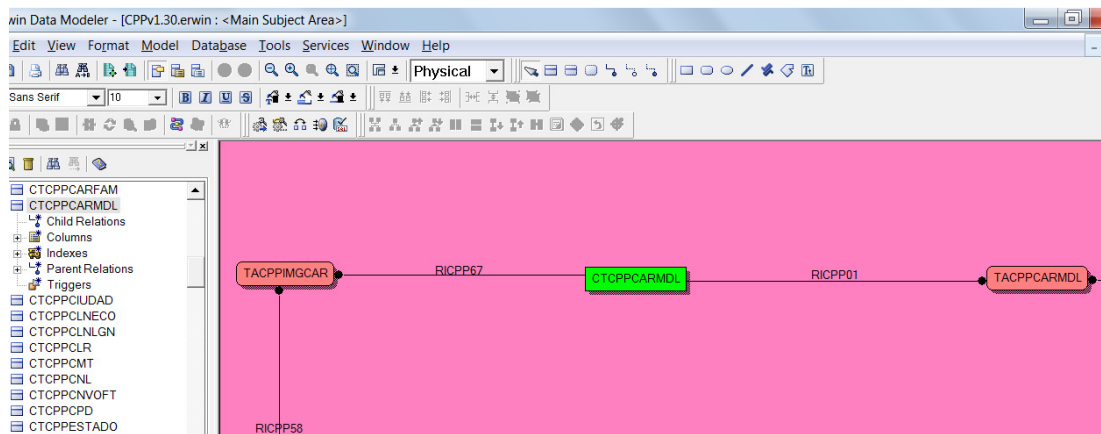 win Data Modeler - [CPPv1.30.erwin : <Main Subject Area>]
Edit View Format Model Database Tools Services Window Help
Physical
Sans Serif 10 B I U S
CTCPPCARFAM
CTCPPCARMDL
Child Relations
Columns
Indexes
Parent Relations
Triggers
CTCPPCIUDAD
CTCPPCLNECO
CTCPPCLNLGN
CTCPPCLR
CTCPPCMT
CTCPPCNL
CTCPPCNVOFT
CTCPPCPD
CTCPPESTADO
TACPPIMGCAR RICPP67 CTCPPCARMDL RICPP01 TACPPCARMDL
RICPP58